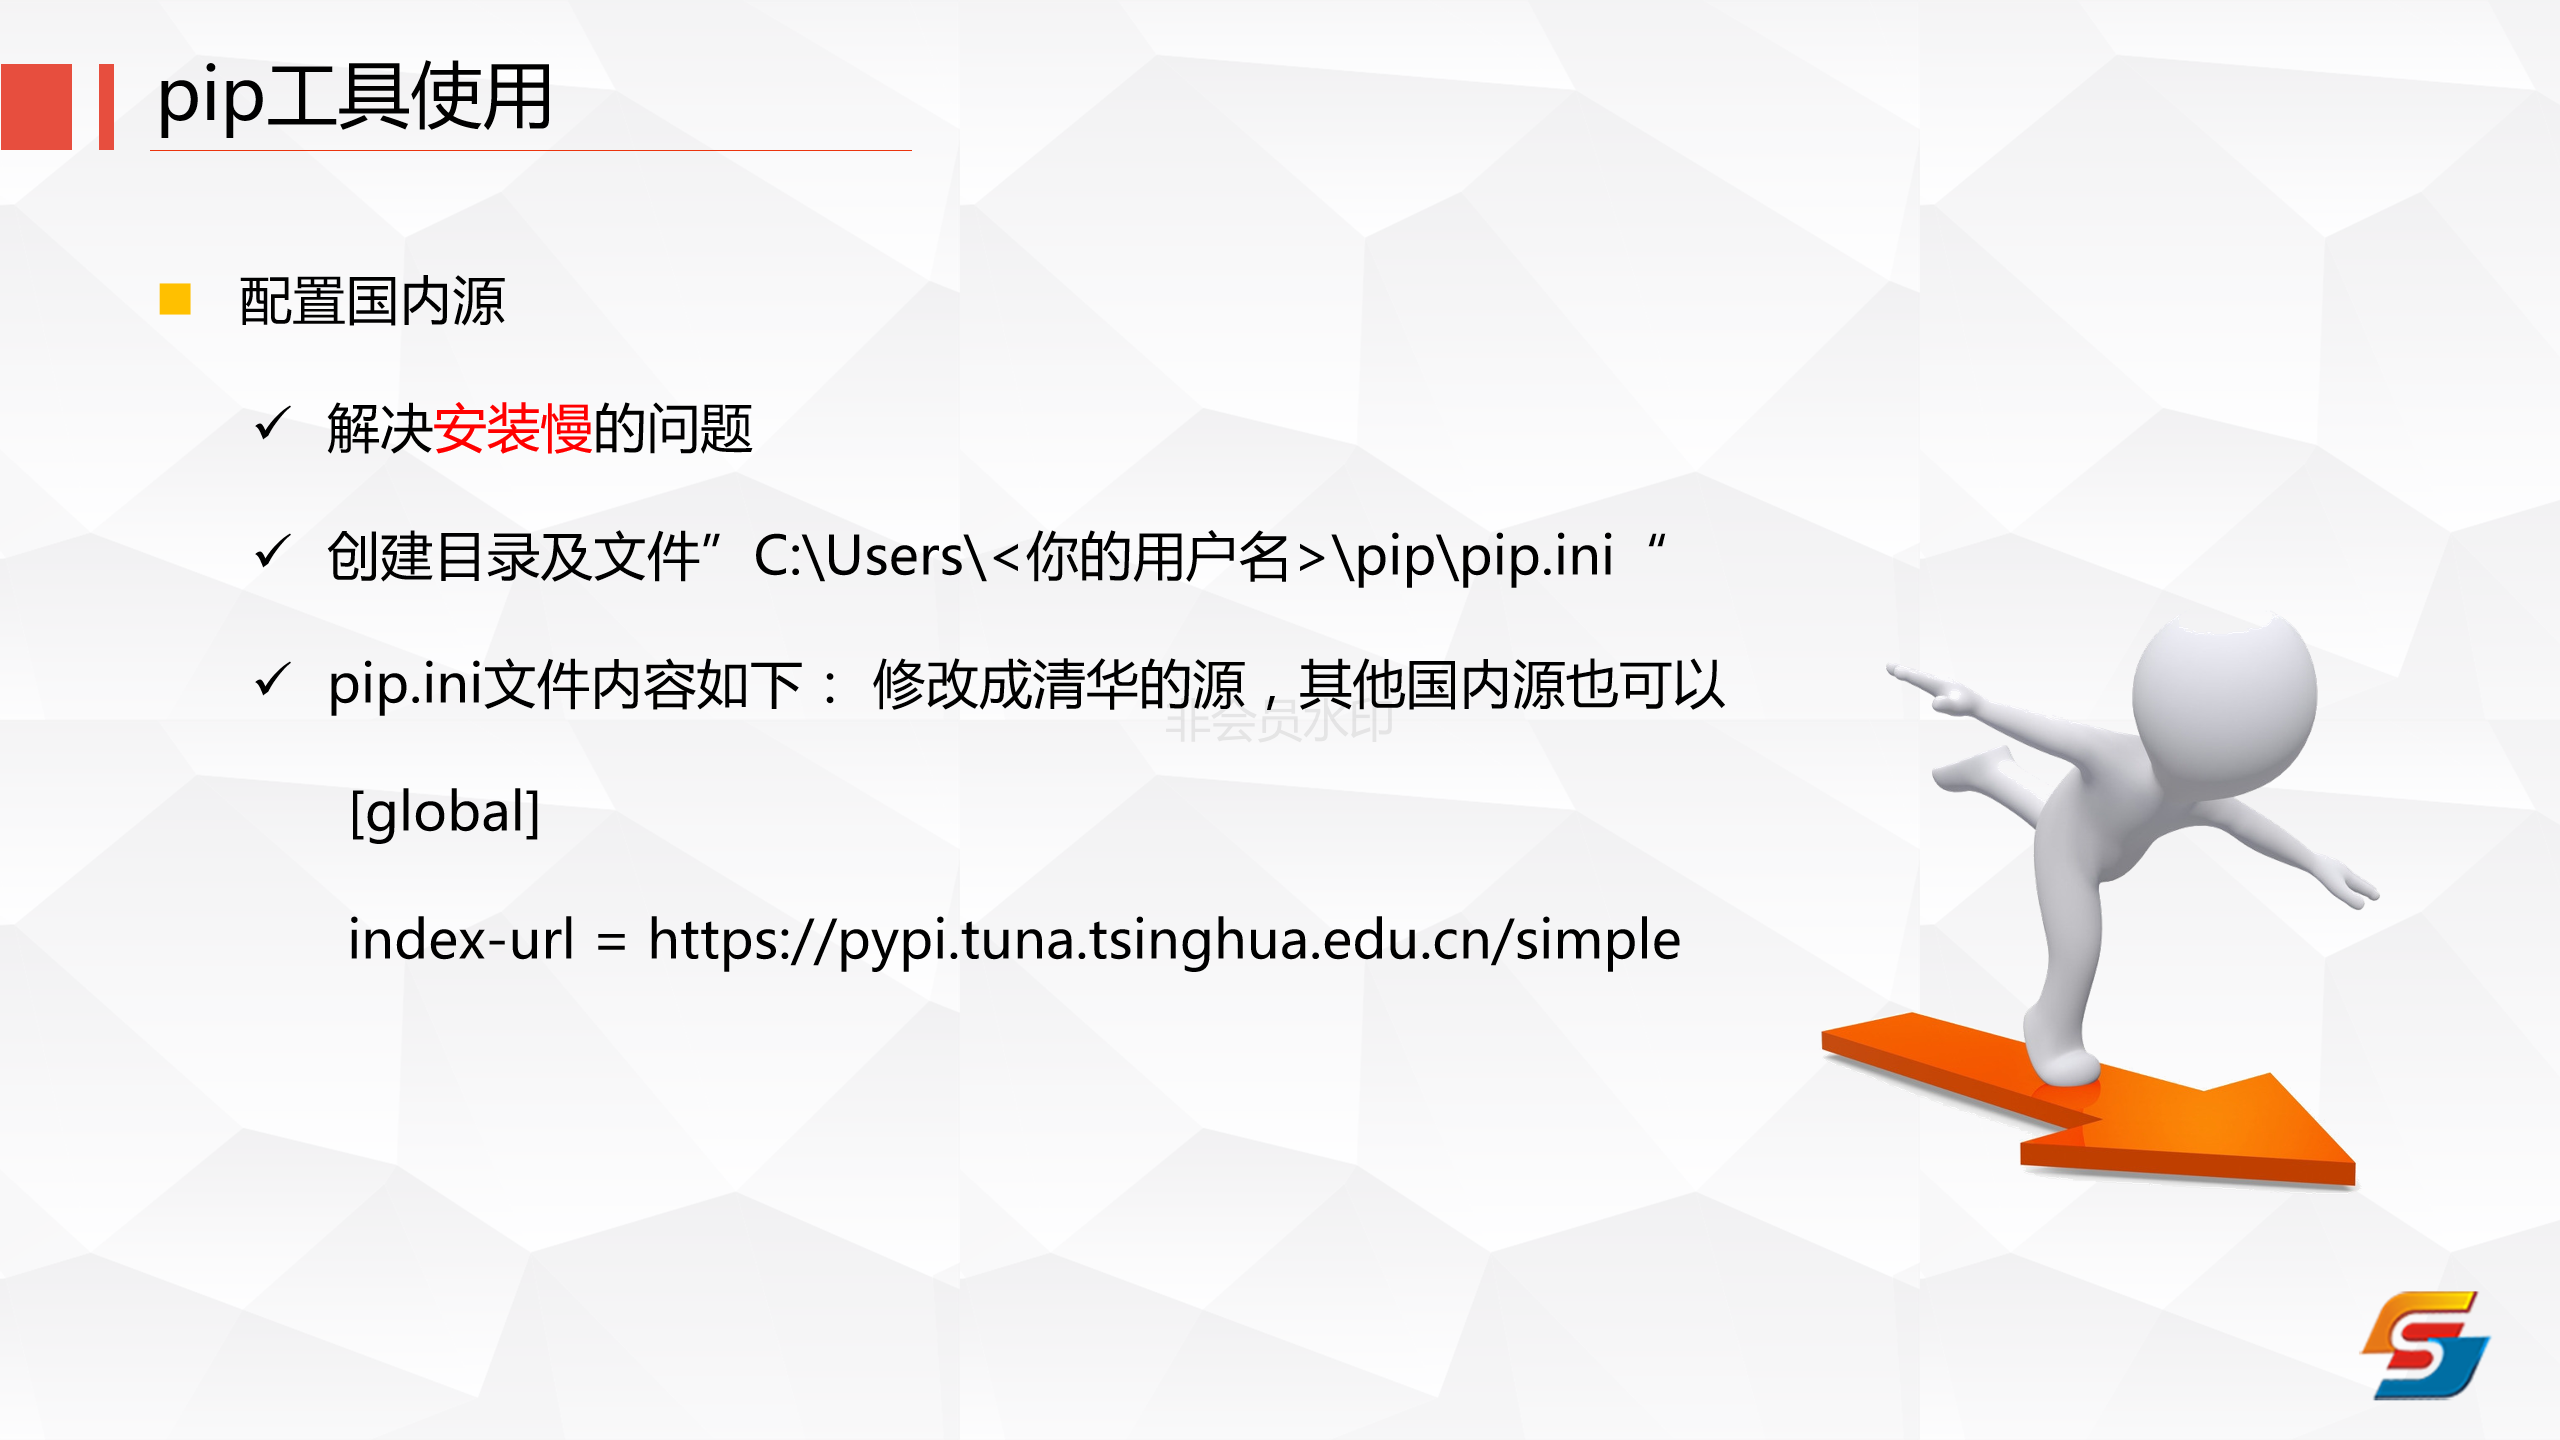 pip工具使用
配置国内源
解决安装慢的问题
创建目录及文件”C:\Users\<你的用户名>\pip\pip.ini“
pip.ini文件内容如下： 修改成清华的源，其他国内源也可以
非会员水印
[global]
index-url = https://pypi.tuna.tsinghua.edu.cn/simple